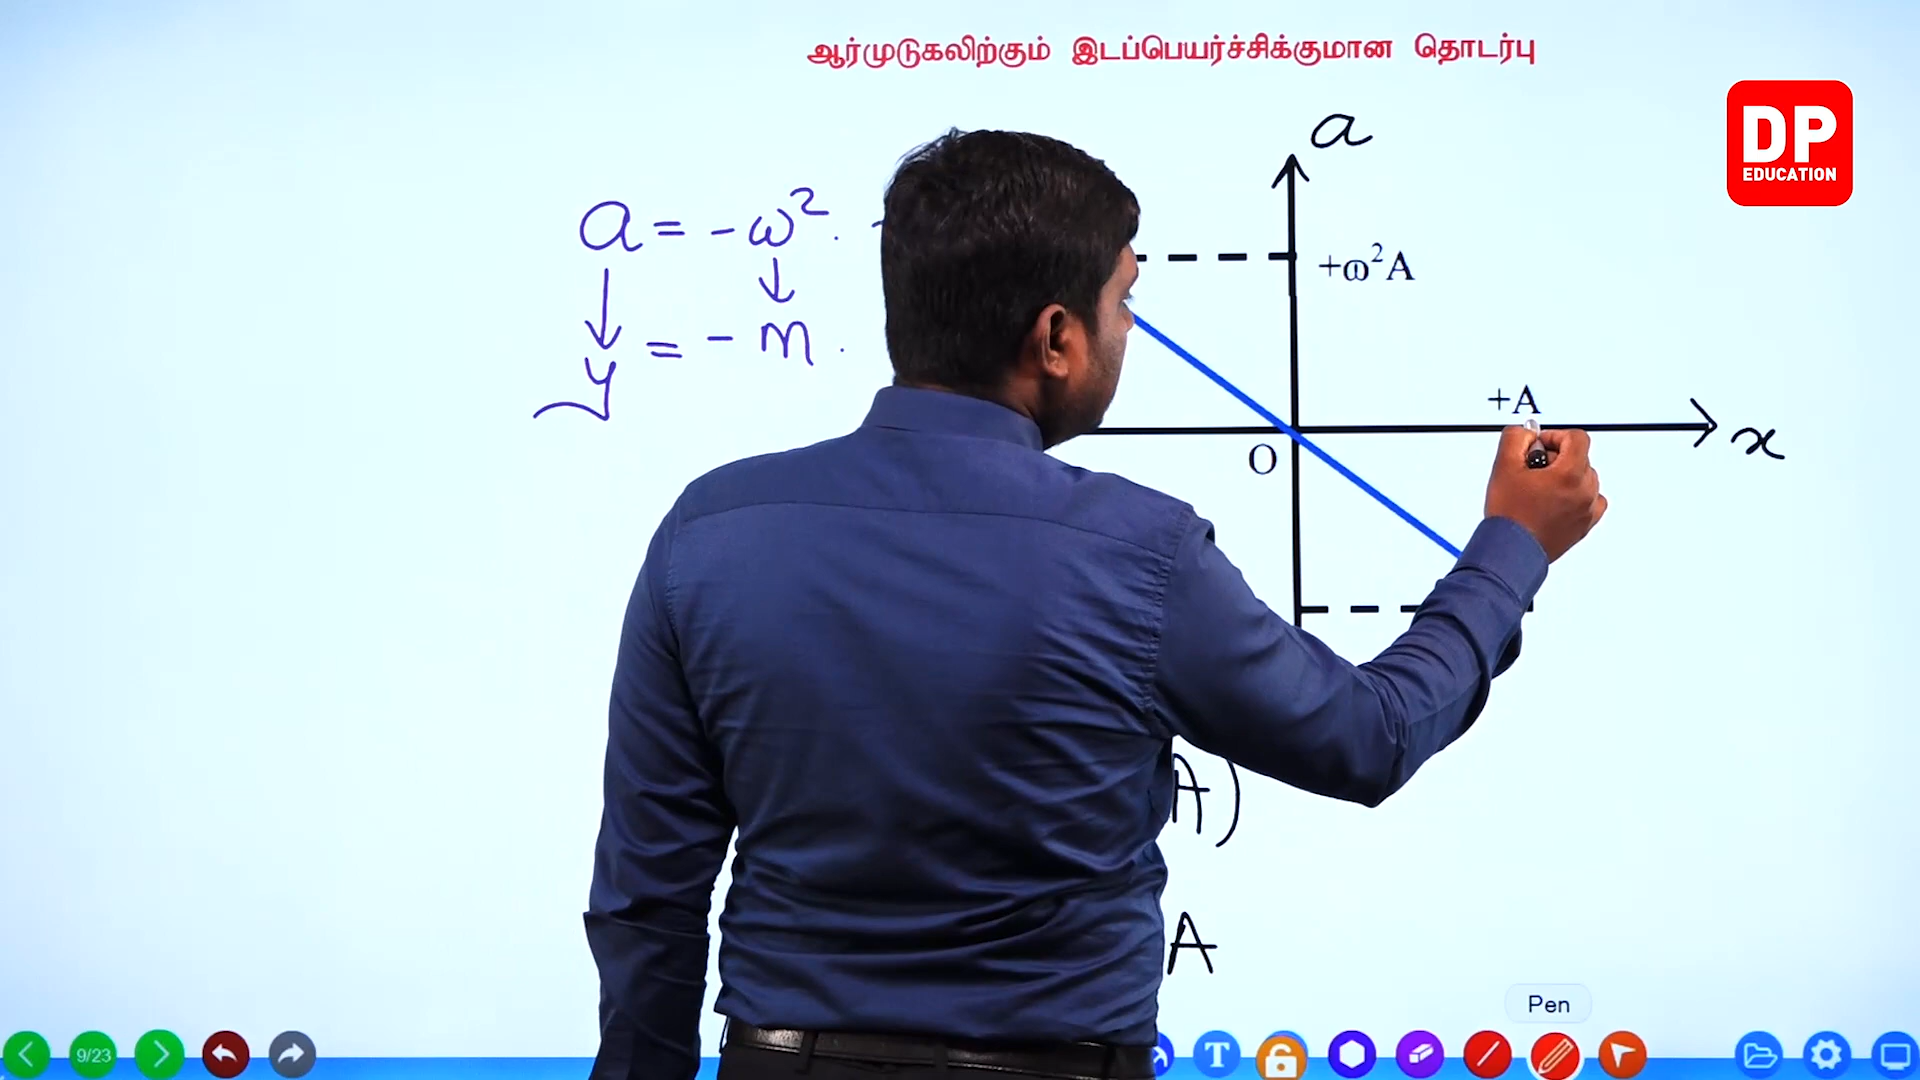 ஆர்முடுகலிற்கும் இடப்பெயர்ச்சிக்குமான தொடர்பு
DP
EDUCATION
a
a = -ω² .
+ω²A
y = - m .
+A
x
O
A)
A
Pen
9/23
T